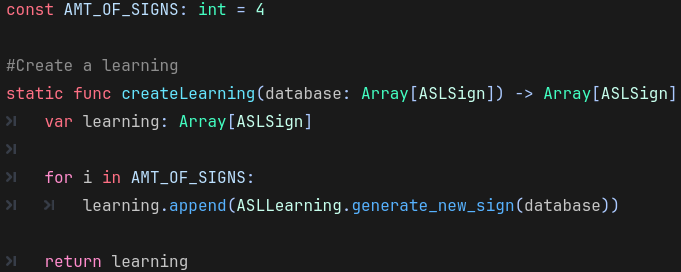 const AMT_OF_SIGNS: int = 4
#Create a learning
static func createLearning(database: Array[ASLSign]) -> Array[ASLSign]
var learning: Array[ASLSign]
for i in AMT_OF_SIGNS:
learning.append(ASLLearning.generate_new_sign(database))
return learning